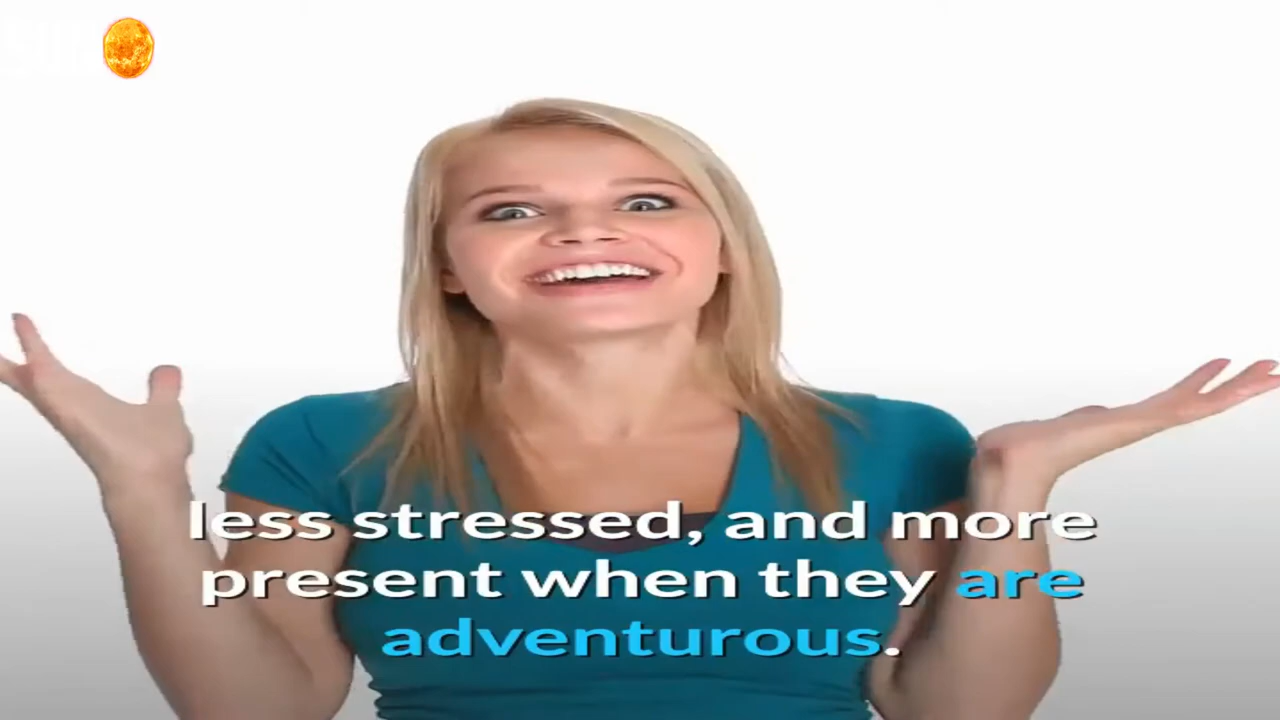 less stressed, and more
present when they are
adventurous.